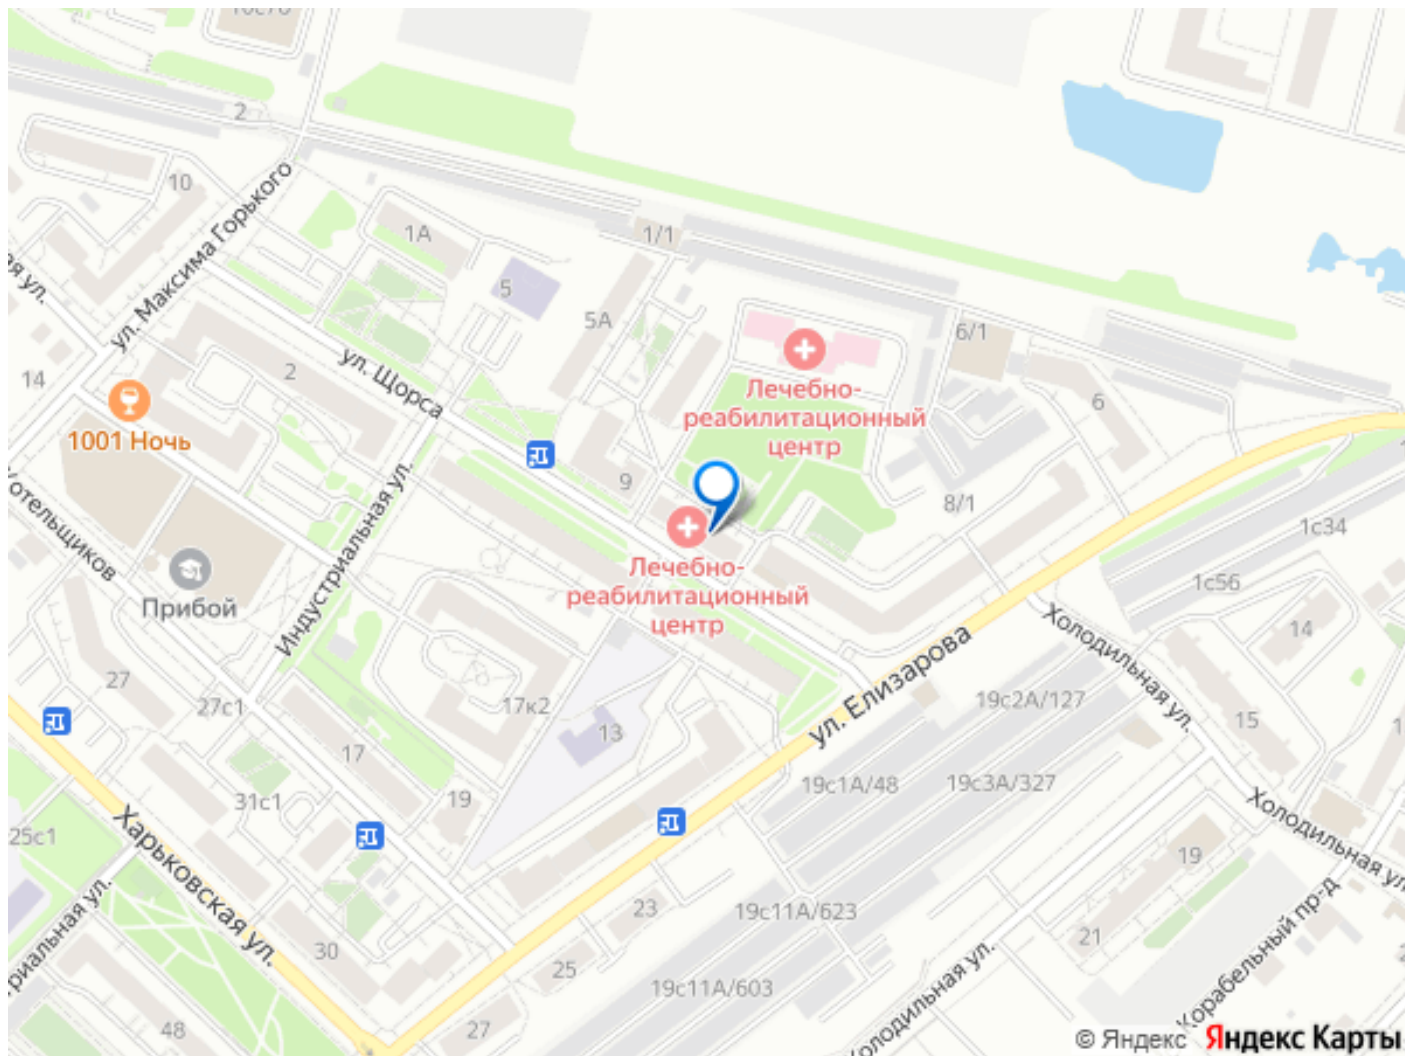 2
10
ул. Максима Горького
1А
1/1
5
5А
6/1
ул. Щорса
2
14
1001 Ночь
Лечебно-
реабилитационный
центр
6
9
8/1
1с34
Индустриальная ул.
Котельщиков
Прибой
Лечебно-
реабилитационный
центр
1с56
14
Холодильная ул.
ул. Елизарова
27
27с1
17к2
13
19с2А/127
15
17
19с1А/48
19с3А/327
31с1
19
25с1
Харьковская ул.
Холодильная ул.
19
23
19с11А/623
21
Корабельный пр-д
30
25
19с11А/603
Холодильная ул.
48
27
© Яндекс Яндекс Карты